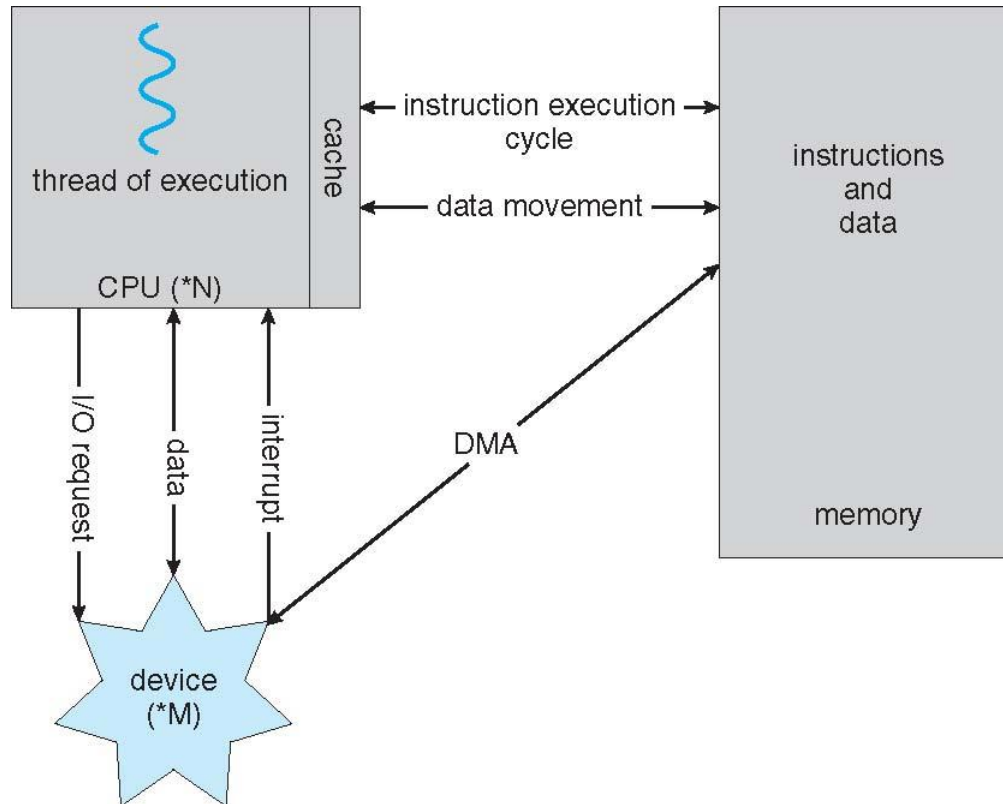 thread of execution
cache
CPU (*N)
instruction execution
cycle
data movement
instructions
and
data
memory
I/O request
data
interrupt
DMA
device
(*M)